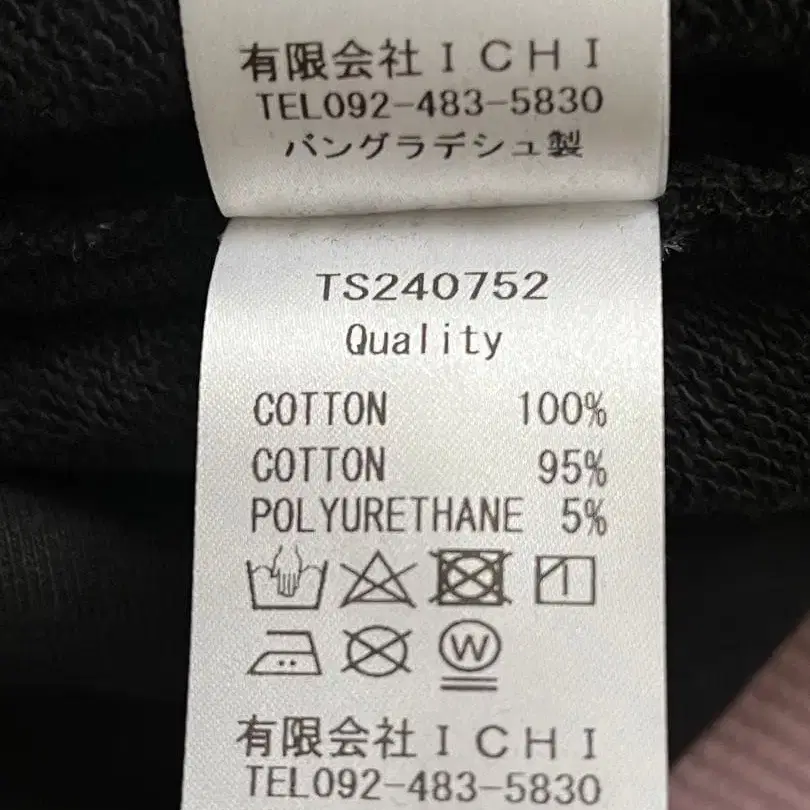 有限会社ＩＣＨＩ
TEL092-483-5830
バングラデシュ製
TS240752
Quality
COTTON 100%
COTTON 95%
POLYURETHANE 5%
W
有限会社ＩＣＨＩ
TEL092-483-5830